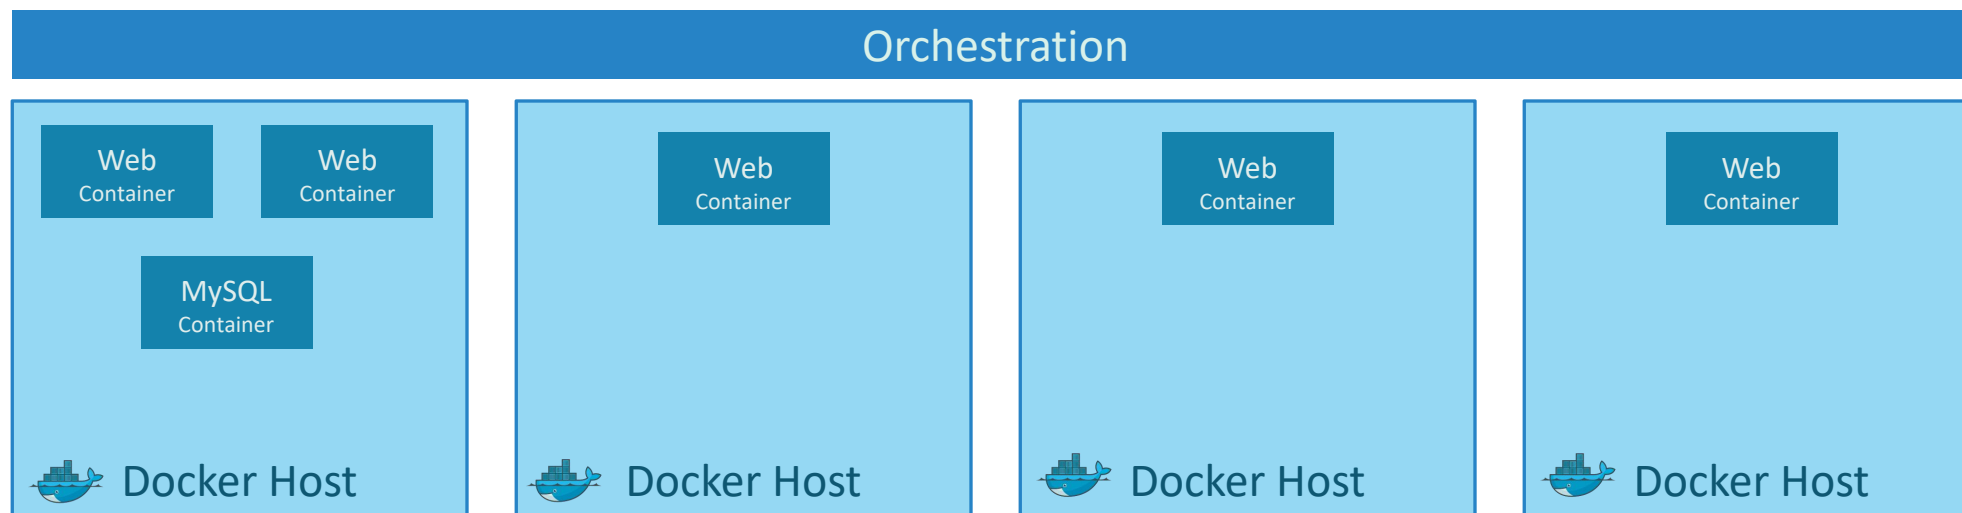 Orchestration
Web
Container
Web
Container
MySQL
Container
Docker Host
Web
Container
Docker Host
Web
Container
Docker Host
Web
Container
Docker Host